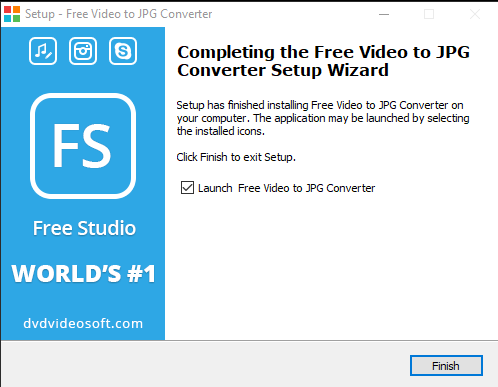 Setup - Free Video to JPG Converter
FS
Free Studio
WORLD'S #1
dvdvideosoft.com
Completing the Free Video to JPG
Converter Setup Wizard
Setup has finished installing Free Video to JPG Converter on
your computer. The application may be launched by selecting
the installed icons.
Click Finish to exit Setup.
Launch Free Video to JPG Converter
Finish